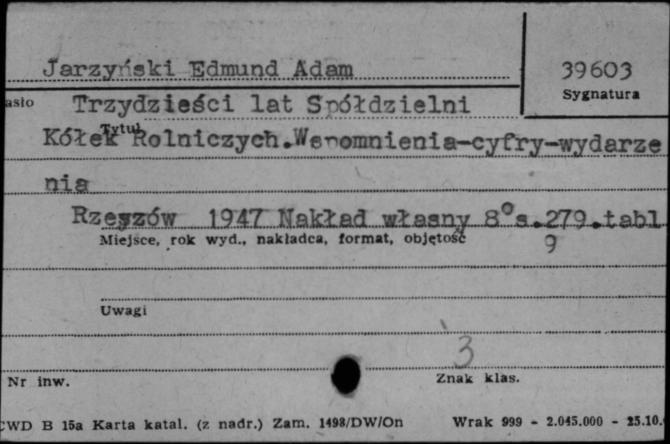 Jarzyński Edmund Adam
39603
Sygnatura
asło Trzydzieści lat Spółdzielni
Tytuł
Kółek Rolniczych.Wspomnienia-cyfry-wydarze
nia
Rzeszów 1947 Nakład własny 8°s.279.tabl
Miejsce, rok wyd., nakładca, format, objętość
9
Uwagi
3
Nr inw.
Znak klas.
CWD B 15a Karta katal. (z nadr.) Zam. 1498/DW/On Wrak 999 - 2.045.000 - 25.10.